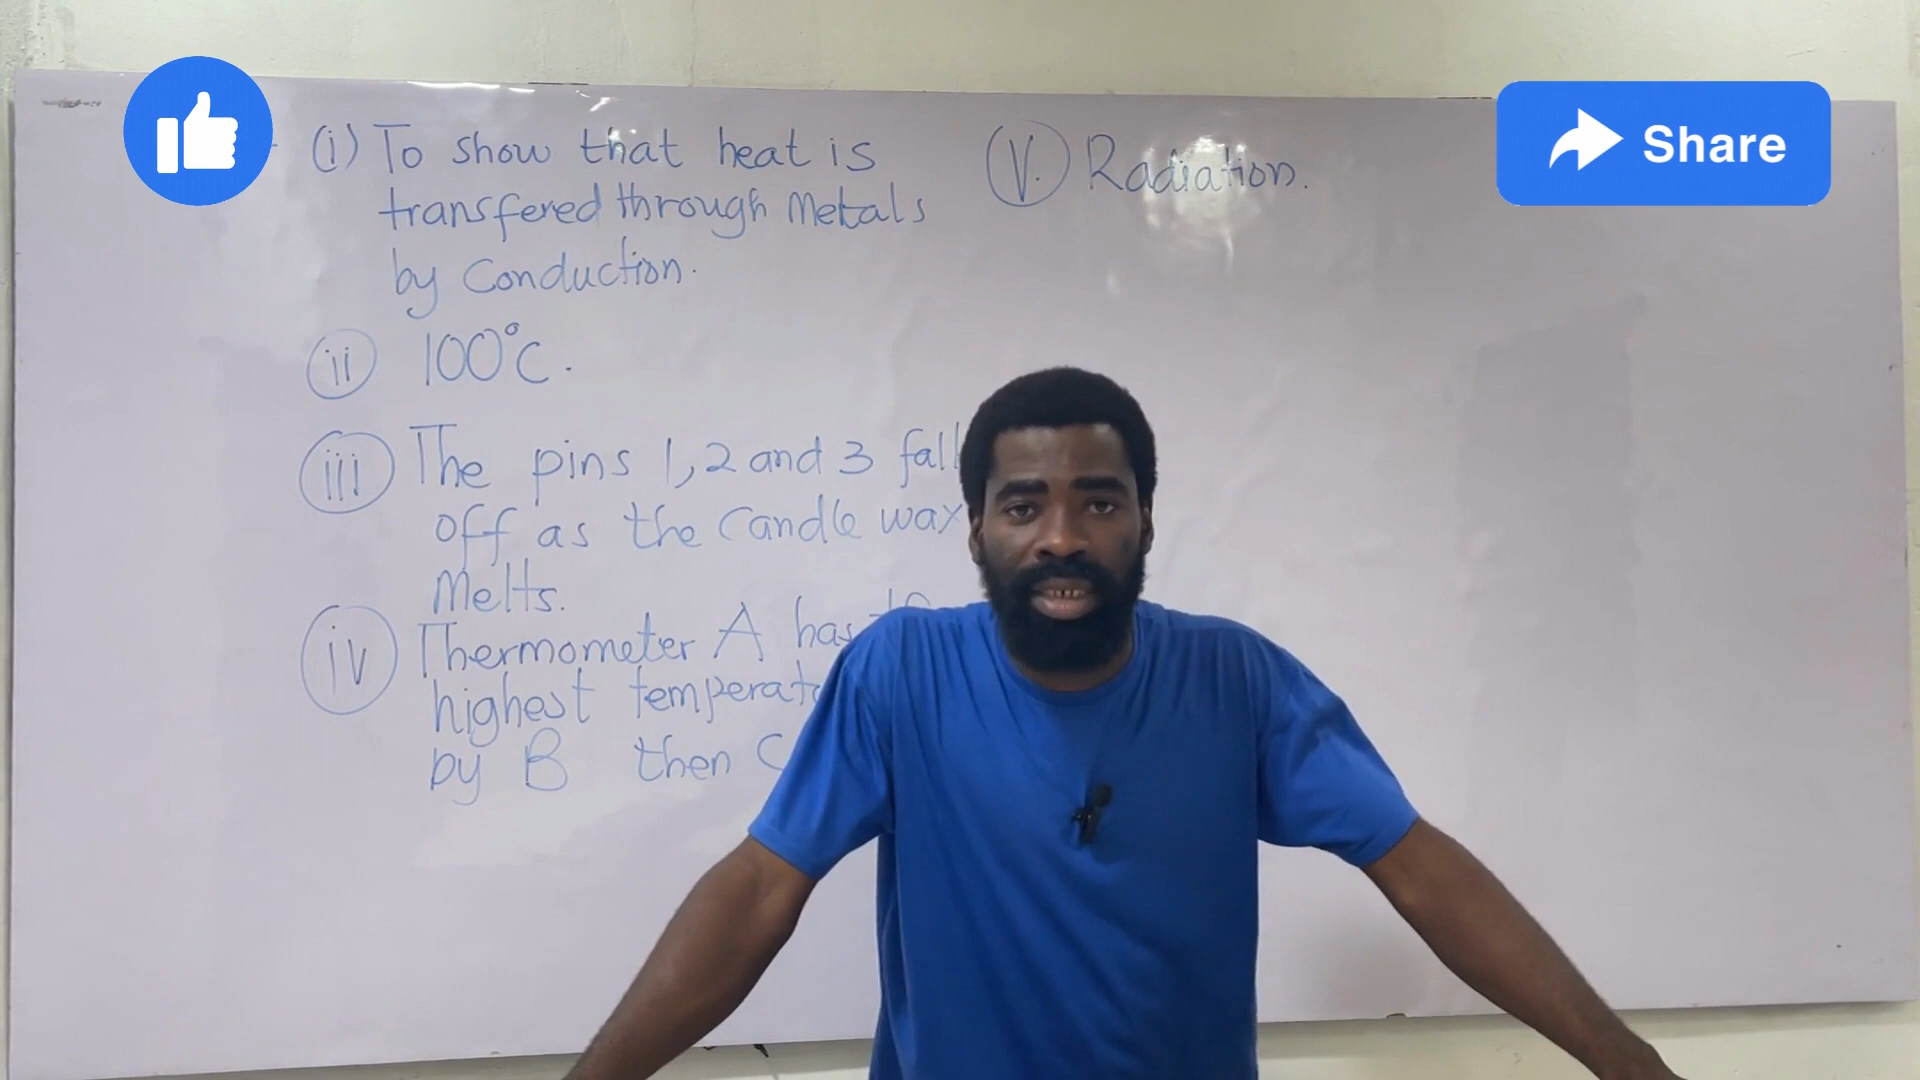 (i) To show that heat is
transfered through Metals
by Conduction.
(ii) 100°C.
(iii) The pins 1, 2 and 3 fall
off as the Candle wax
Melts.
(iv) Thermometer A has
highest
by B then C
(V.) Radiation.
Share